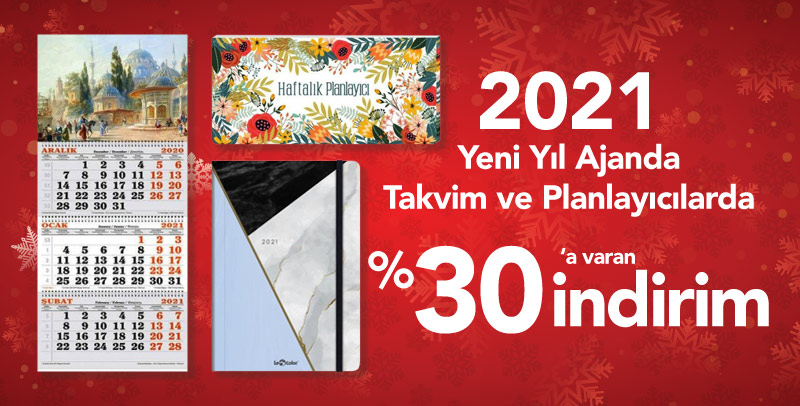 ARALIK 2020
1 2 3 4 5 6
7 8 9 10 11 12 13
14 15 16 17 18 19 20
21 22 23 24 25 26 27
28 29 30 31
OCAK 2021
1 2 3
4 5 6 7 8 9 10
11 12 13 14 15 16 17
18 19 20 21 22 23 24
25 26 27 28 29 30 31
ŞUBAT 2021
1 2 3 4 5 6 7
8 9 10 11 12 13 14
15 16 17 18 19 20 21
22 23 24 25 26 27 28
Haftalık Planlayıcı
2021
2021
Yeni Yıl Ajanda
Takvim ve Planlayıcılarda
%30'a varan
indirim